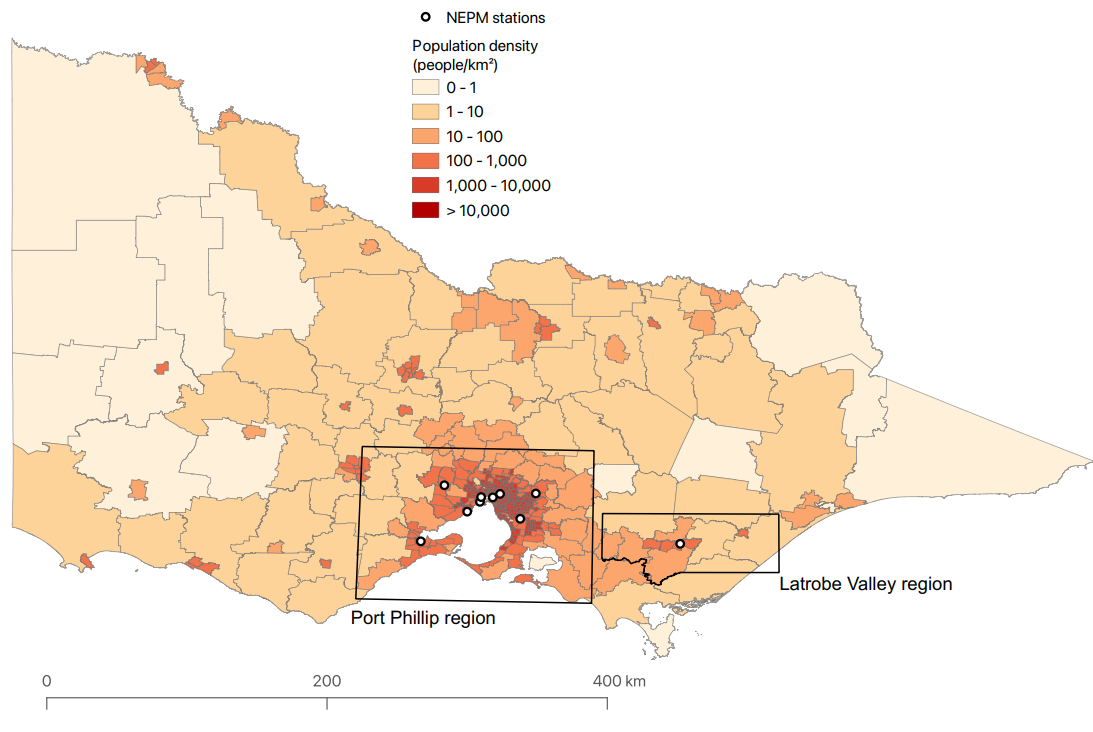 NEPM stations
Population density
(people/km²)
0 - 1
1 - 10
10 - 100
100 - 1,000
1,000 - 10,000
> 10,000
Latrobe Valley region
Port Phillip region
0 200 400 km